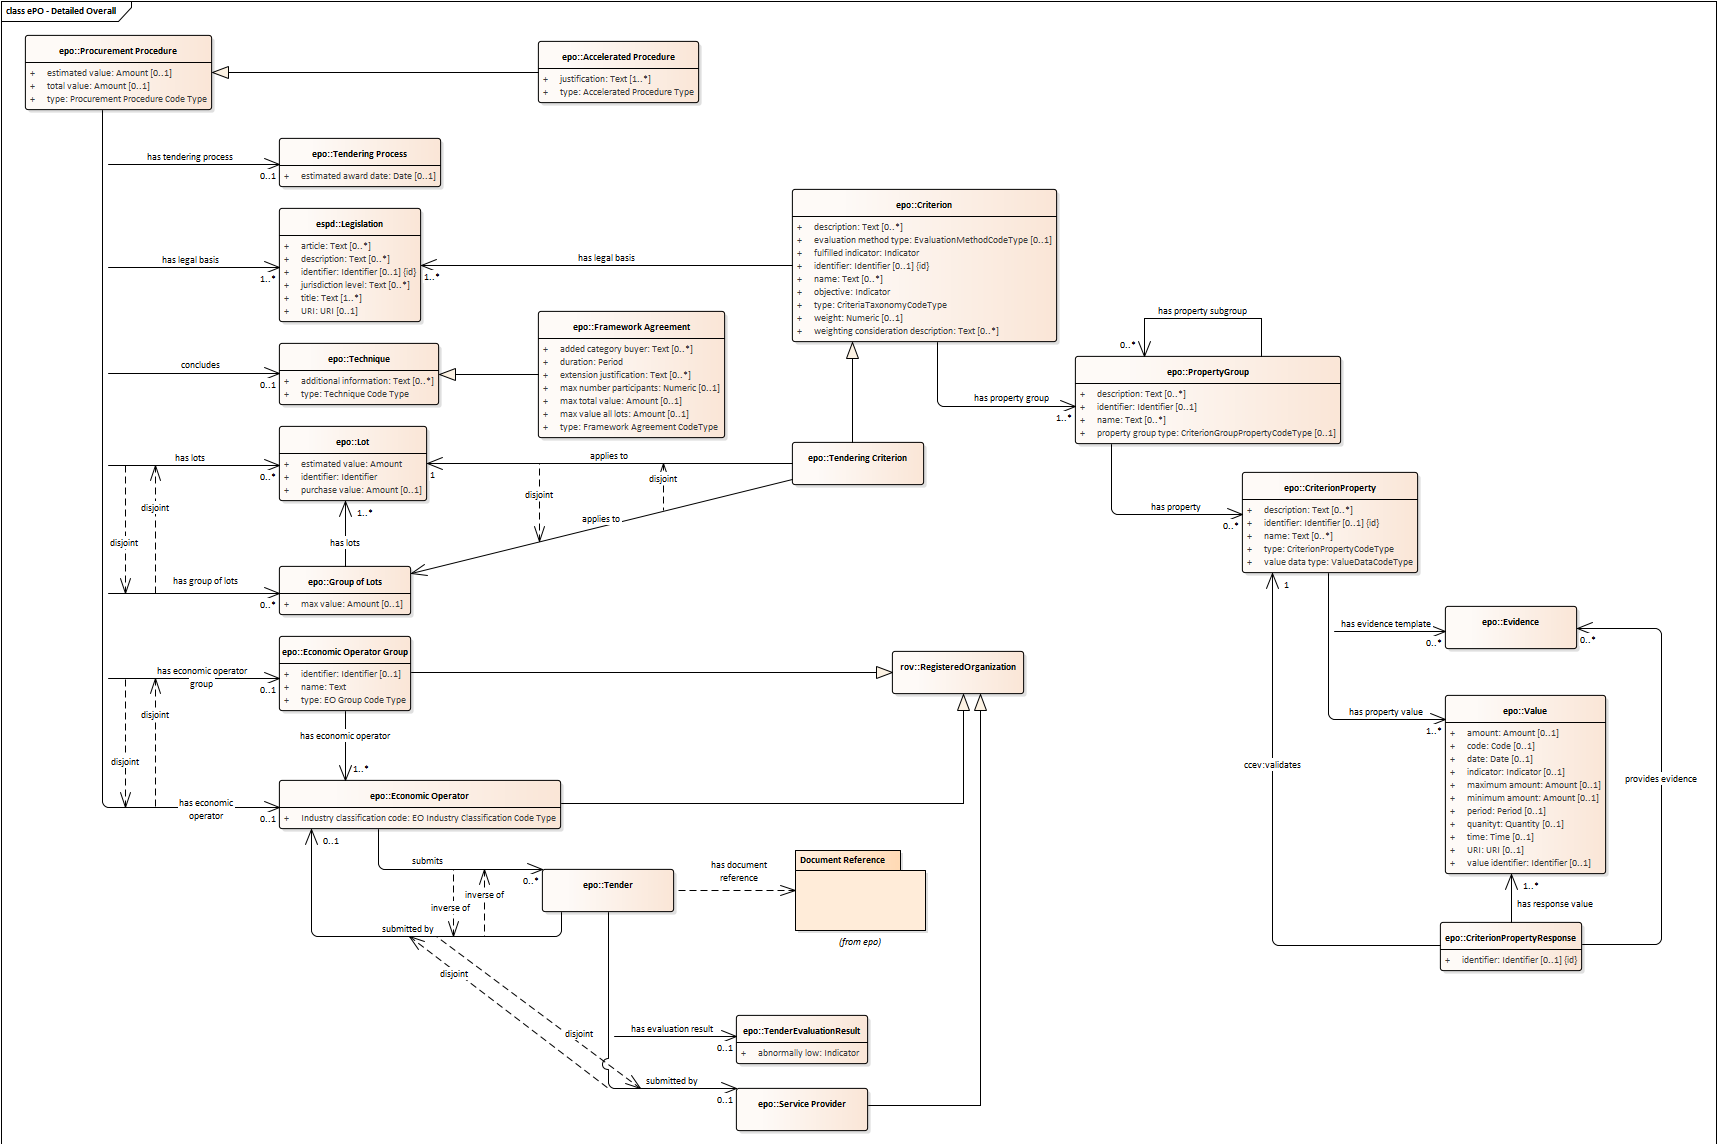 class ePO - Detailed Overall
epo::Procurement Procedure
+ estimated value: Amount [0..1]
+ total value: Amount [0..1]
+ type: Procurement Procedure Code Type
epo::Accelerated Procedure
+ justification: Text [1..*]
+ type: Accelerated Procedure Type
has tendering process
0..1
epo::Tendering Process
+ estimated award date: Date [0..1]
espd::Legislation
+ article: Text [0..*]
+ description: Text [0..*]
+ identifier: Identifier [0..1] {id}
+ jurisdiction level: Text [0..*]
+ title: Text [1..*]
+ URI: URI [0..1]
has legal basis
1..*
has legal basis
1..*
epo::Criterion
+ description: Text [0..*]
+ evaluation method type: EvaluationMethodCodeType [0..1]
+ fulfilled indicator: Indicator
+ identifier: Identifier [0..1] {id}
+ name: Text [0..*]
+ objective: Indicator
+ type: CriteriaTaxonomyCodeType
+ weight: Numeric [0..1]
+ weighting consideration description: Text [0..*]
epo::Framework Agreement
+ added category buyer: Text [0..*]
+ duration: Period
+ extension justification: Text [0..*]
+ max number participants: Numeric [0..1]
+ max total value: Amount [0..1]
+ max value all lots: Amount [0..1]
+ type: Framework Agreement CodeType
concludes
0..1
epo::Technique
+ additional information: Text [0..*]
+ type: Technique Code Type
has property subgroup
0..*
epo::PropertyGroup
+ description: Text [0..*]
+ identifier: Identifier [0..1]
+ name: Text [0..*]
+ property group type: CriterionGroupPropertyCodeType [0..1]
has property group
1..*
epo::Lot
+ estimated value: Amount
+ identifier: Identifier
+ purchase value: Amount [0..1]
has lots
0..*
applies to
1
epo::Tendering Criterion
disjoint
disjoint
applies to
disjoint
disjoint
1..*
has lots
has group of lots
0..*
epo::Group of Lots
+ max value: Amount [0..1]
has property
0..*
epo::CriterionProperty
+ description: Text [0..*]
+ identifier: Identifier [0..1] {id}
+ name: Text [0..*]
+ type: CriterionPropertyCodeType
+ value data type: ValueDataCodeType
1
has evidence template
0..*
epo::Evidence
0..*
epo::Economic Operator Group
+ identifier: Identifier [0..1]
+ name: Text
+ type: EO Group Code Type
has economic operator
group
0..1
rov::RegisteredOrganization
disjoint
disjoint
has economic operator
1..*
has property value
1..*
epo::Value
+ amount: Amount [0..1]
+ code: Code [0..1]
+ date: Date [0..1]
+ indicator: Indicator [0..1]
+ maximum amount: Amount [0..1]
+ minimum amount: Amount [0..1]
+ period: Period [0..1]
+ quanityt: Quantity [0..1]
+ time: Time [0..1]
+ URI: URI [0..1]
+ value identifier: Identifier [0..1]
ccev:validates
provides evidence
has economic
operator
0..1
epo::Economic Operator
+ Industry classification code: EO Industry Classification Code Type
0..1
submits
0..*
epo::Tender
inverse of
inverse of
submitted by
has document
reference
Document Reference
(from epo)
1..*
has response value
epo::CriterionPropertyResponse
+ identifier: Identifier [0..1] {id}
disjoint
disjoint
has evaluation result
0..1
epo::TenderEvaluationResult
+ abnormally low: Indicator
submitted by
0..1
epo::Service Provider